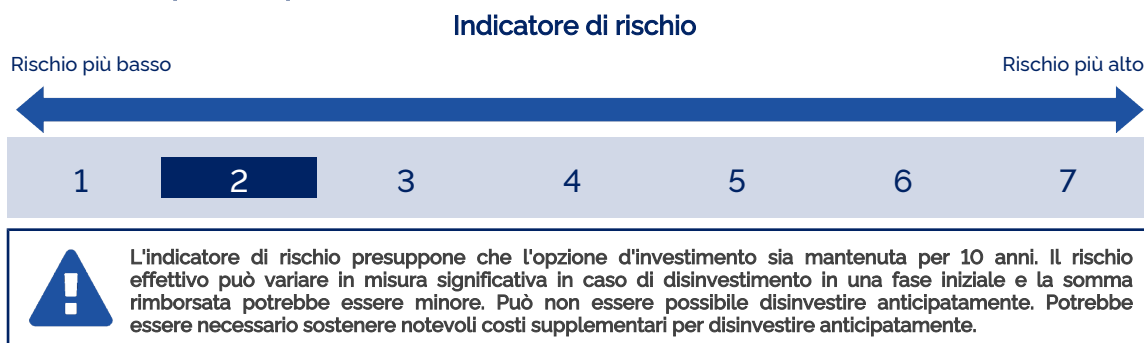 Indicatore di rischio
Rischio più basso
Rischio più alto
1 2 3 4 5 6 7
L'indicatore di rischio presuppone che l'opzione d'investimento sia mantenuta per 10 anni. Il rischio
effettivo può variare in misura significativa in caso di disinvestimento in una fase iniziale e la somma
rimborsata potrebbe essere minore. Può non essere possibile disinvestire anticipatamente. Potrebbe
essere necessario sostenere notevoli costi supplementari per disinvestire anticipatamente.